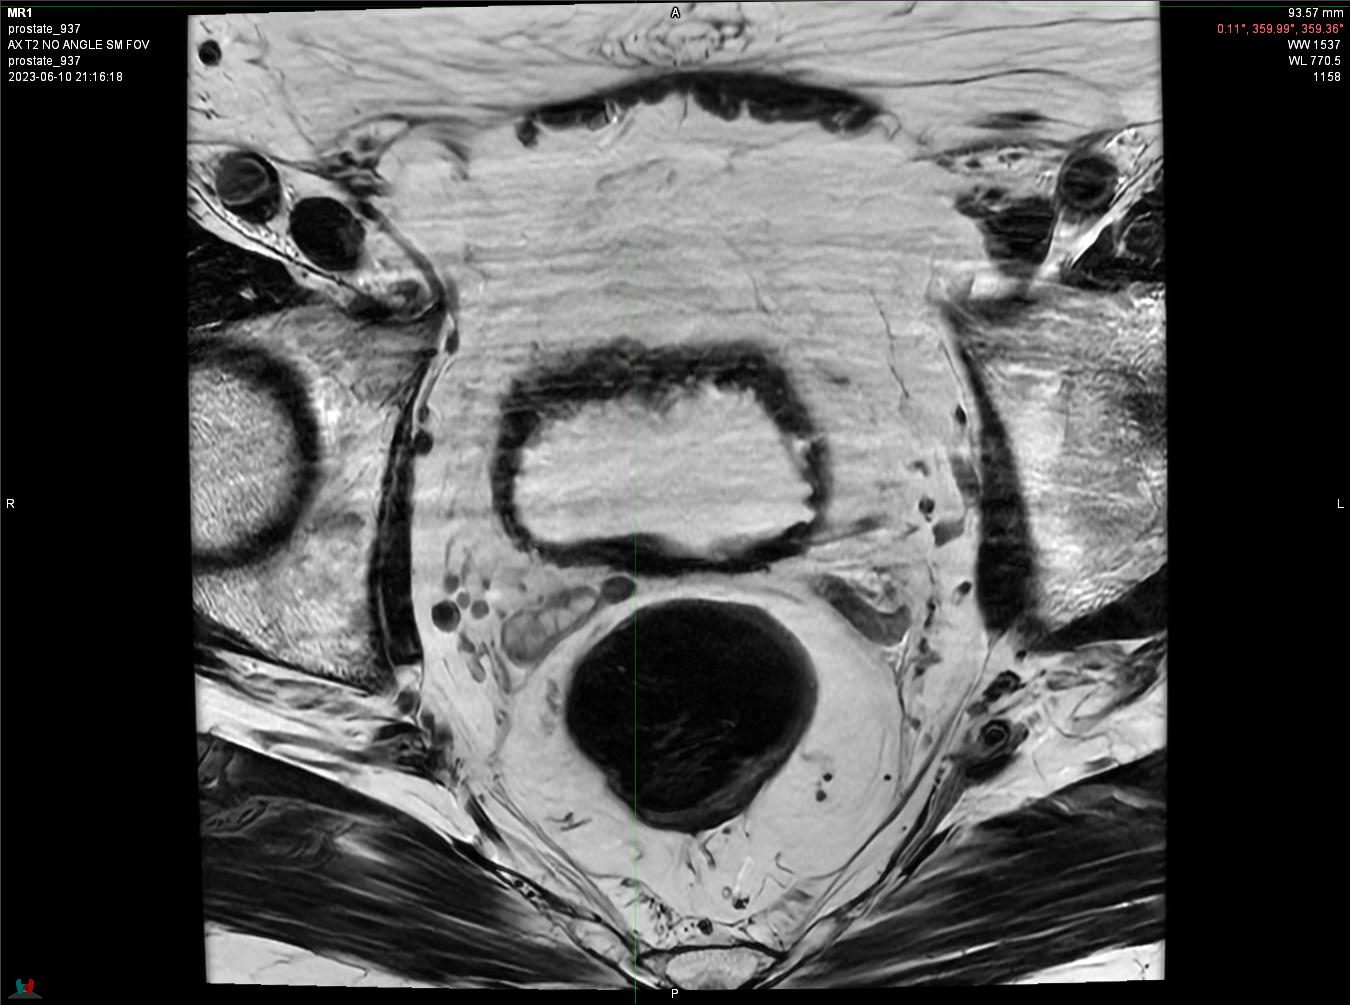 MR1
prostate_937
AX T2 NO ANGLE SM FOV
prostate_937
2023-06-10 21:16:18
A
93.57 mm
0.11°, 359.99°, 359.36°
WW 1537
WL 770.5
1158
R
L
P